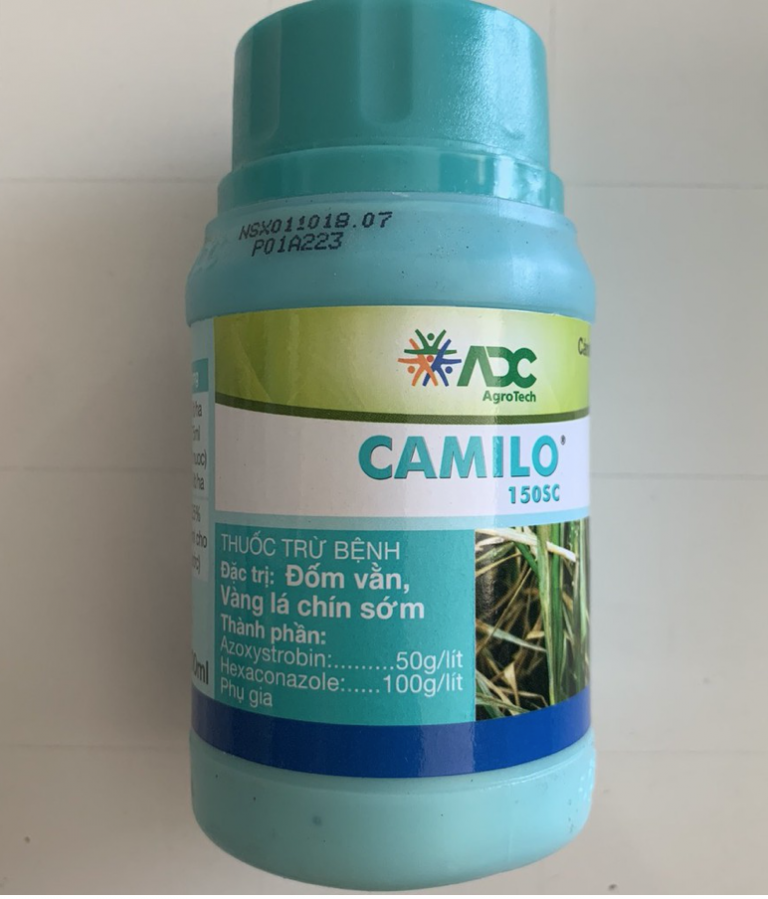 NSX011018.07
P01A223
ADC
AgroTech
CAMILO®
150SC
THUỐC TRỪ BỆNH
Đặc trị: Đốm vằn,
Vàng lá chín sớm
Thành phần:
Azoxystrobin:.........50g/lít
Hexaconazole:.....100g/lít
Phụ gia